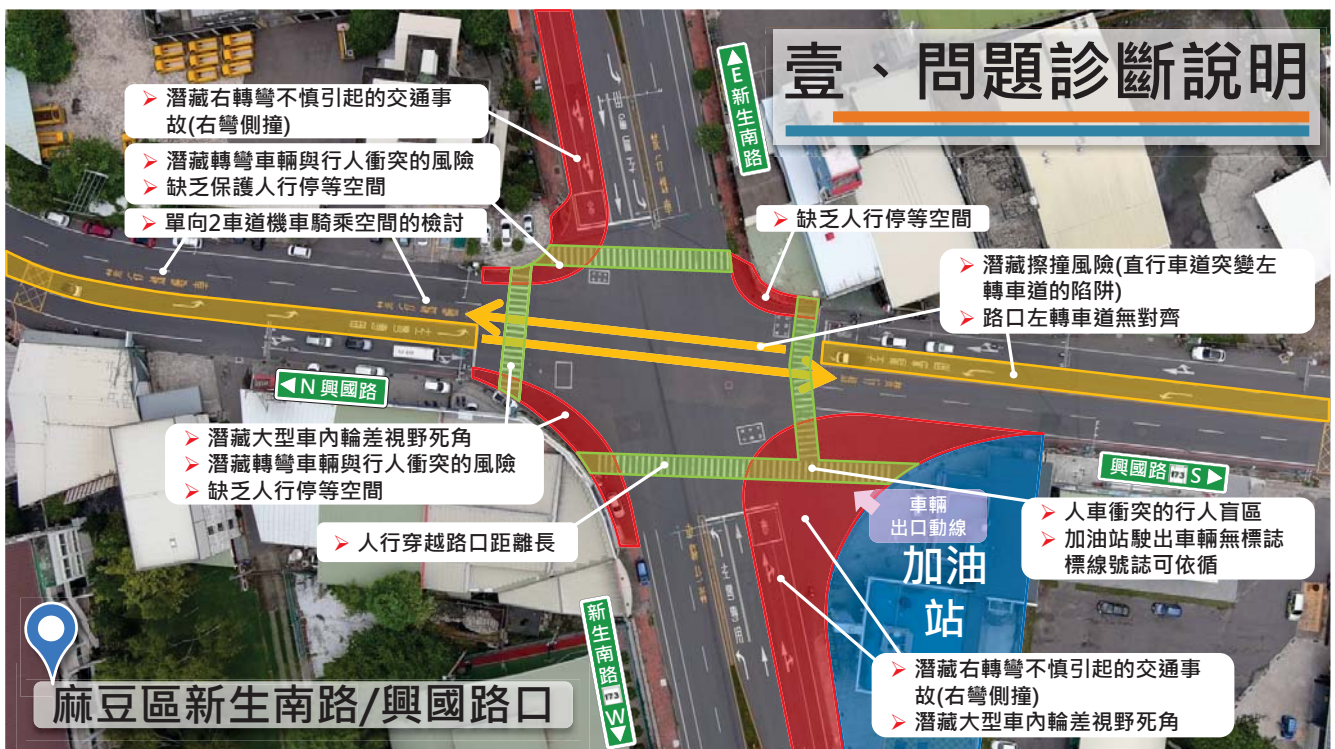 壹、問題診斷說明
E 新生南路
潛藏右轉彎不慎引起的交通事
故(右彎側撞)
潛藏轉彎車輛與行人衝突的風險
缺乏保護人行停等空間
單向2車道機車騎乘空間的檢討
缺乏人行停等空間
潛藏擦撞風險(直行車道突變左
轉車道的陷阱)
路口左轉車道無對齊
N 興國路
潛藏大型車內輪差視野死角
潛藏轉彎車輛與行人衝突的風險
缺乏人行停等空間
人行穿越路口距離長
興國路 173 S
車輛
出口動線
加油
站
人車衝突的行人盲區
加油站駛出車輛無標誌
標線號誌可依循
新生南路 173 W
潛藏右轉彎不慎引起的交通事
故(右彎側撞)
潛藏大型車內輪差視野死角
麻豆區新生南路/興國路口